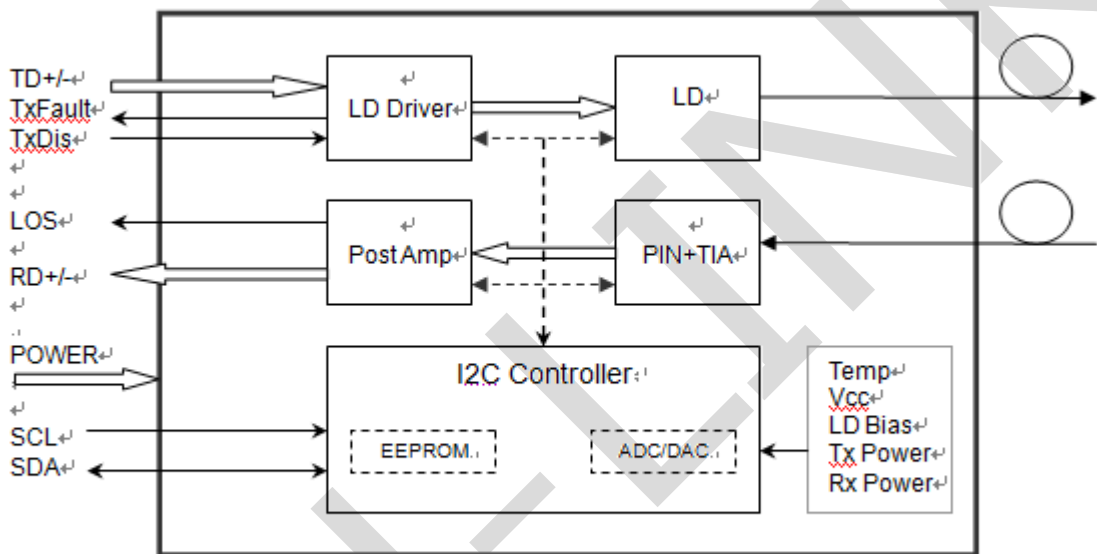 TD+/-
TxFault
TxDis
LOS
RD+/-
POWER
SCL
SDA
LD Driver
LD
Post Amp
PIN+TIA
I2C Controller
EEPROM
ADC/DAC
Temp
Vcc
LD Bias
Tx Power
Rx Power